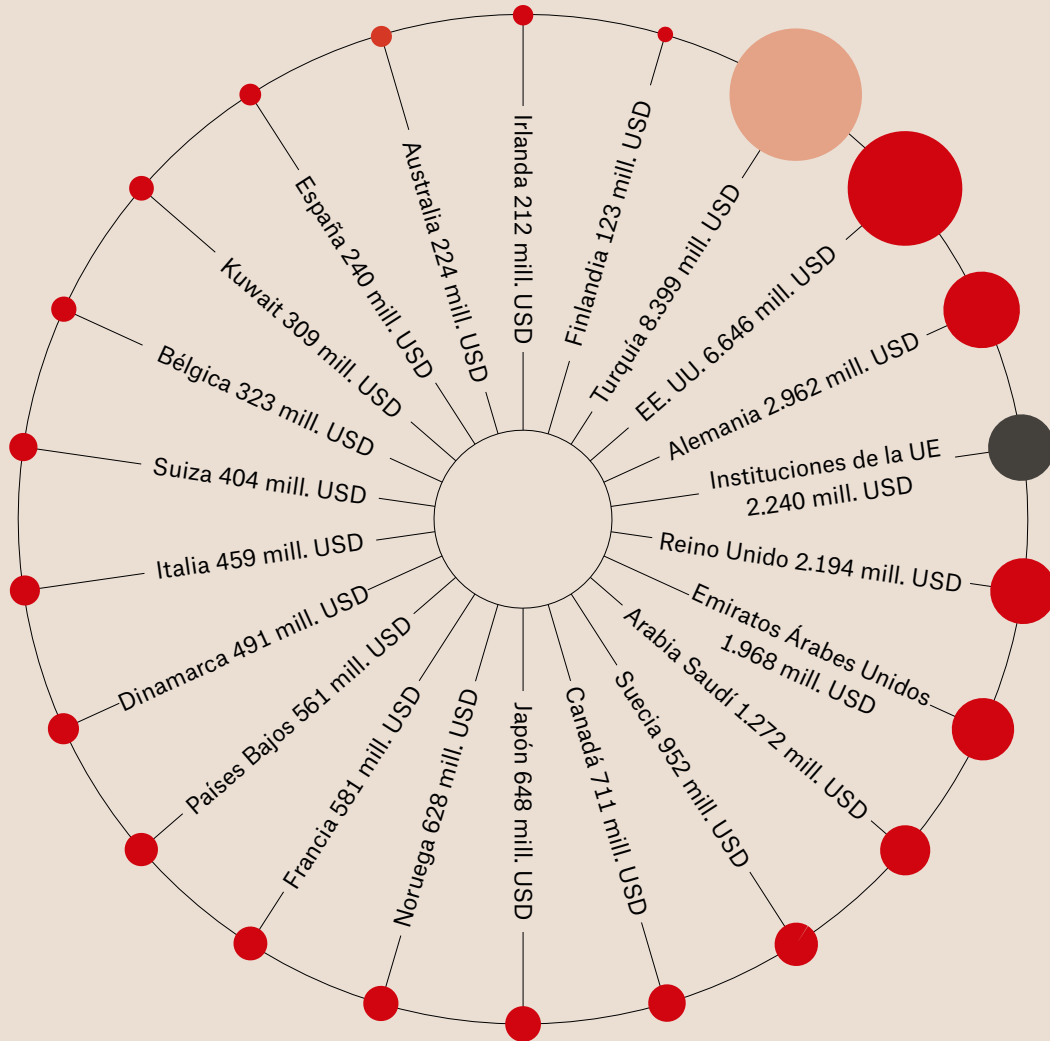 Turquía 8.399 mill. USD
EE. UU. 6.646 mill. USD
Alemania 2.962 mill. USD
Instituciones de la UE
2.240 mill. USD
Reino Unido 2.194 mill. USD
Emiratos Árabes Unidos
1.968 mill. USD
Arabia Saudí 1.272 mill. USD
Suecia 952 mill. USD
Canadá 711 mill. USD
Japón 648 mill. USD
Noruega 628 mill. USD
Francia 581 mill. USD
Países Bajos 561 mill. USD
Dinamarca 491 mill. USD
Italia 459 mill. USD
Suiza 404 mill. USD
Bélgica 323 mill. USD
Kuwait 309 mill. USD
España 240 mill. USD
Australia 224 mill. USD
Irlanda 212 mill. USD
Finlandia 123 mill. USD